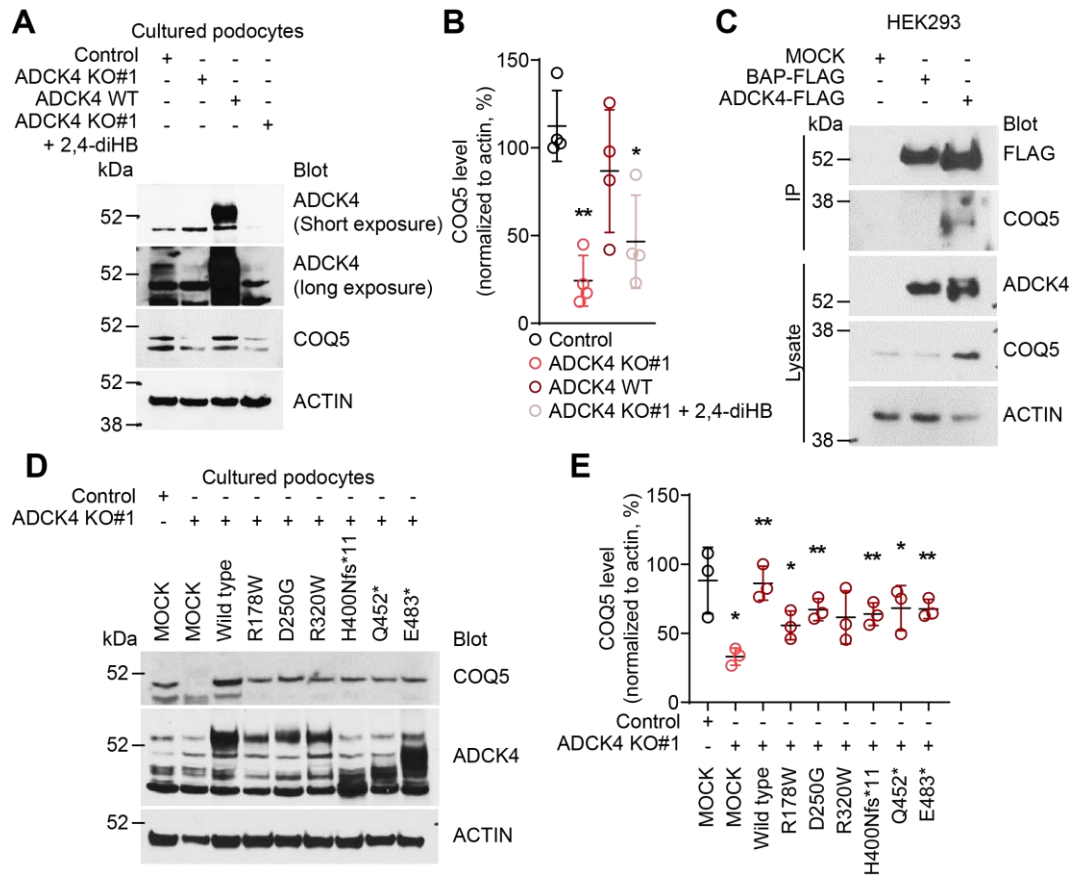 A
Cultured podocytes
Control + - - -
ADCK4 KO#1 - + - -
ADCK4 WT - - + -
ADCK4 KO#1 - - - +
+ 2,4-diHB
kDa Blot
52 ADCK4
(Short exposure)
52 ADCK4
(long exposure)
52 COQ5
52 ACTIN
38
B
COQ5 level
(normalized to actin, %)
150
100
50
0
** *
Control
ADCK4 KO#1
ADCK4 WT
ADCK4 KO#1 + 2,4-diHB
C
HEK293
MOCK + - -
BAP-FLAG - + -
ADCK4-FLAG - - +
kDa Blot
IP
52 FLAG
38 COQ5
Lysate
52 ADCK4
38 COQ5
38 ACTIN
D
Cultured podocytes
Control + - - - - - - - -
ADCK4 KO#1 - + + + + + + + +
MOCK
MOCK
Wild type
R178W
D250G
R320W
H400Nfs*11
Q452*
E483*
kDa Blot
52 COQ5
52 ADCK4
52 ACTIN
E
COQ5 level
(normalized to actin, %)
150
100
50
0
* ** * ** ** * **
Control + - - - - - - - -
ADCK4 KO#1 - + + + + + + + +
MOCK
MOCK
Wild type
R178W
D250G
R320W
H400Nfs*11
Q452*
E483*